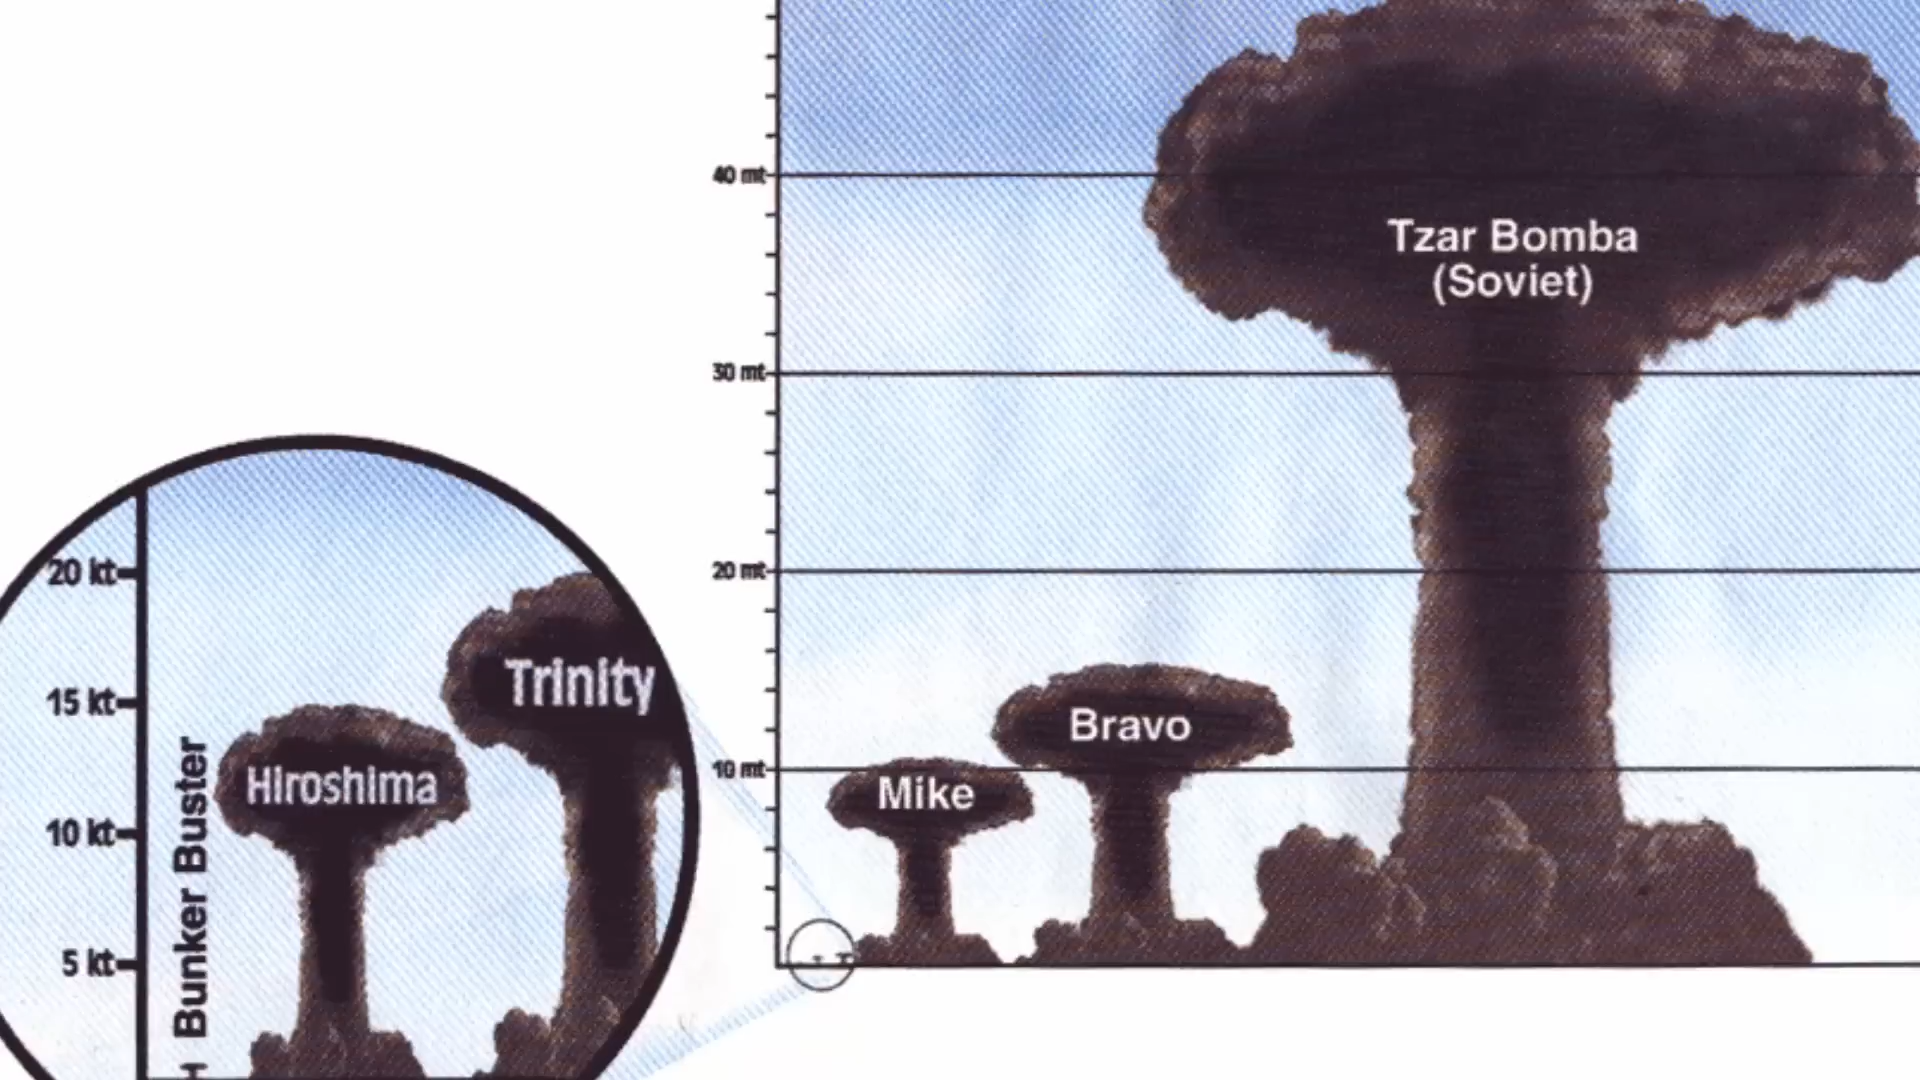 40 mt
Tzar Bomba
(Soviet)
30 mt
20 mt
Bravo
10 mt
Mike
20 kt
Trinity
15 kt
Hiroshima
10 kt
Bunker Buster
5 kt